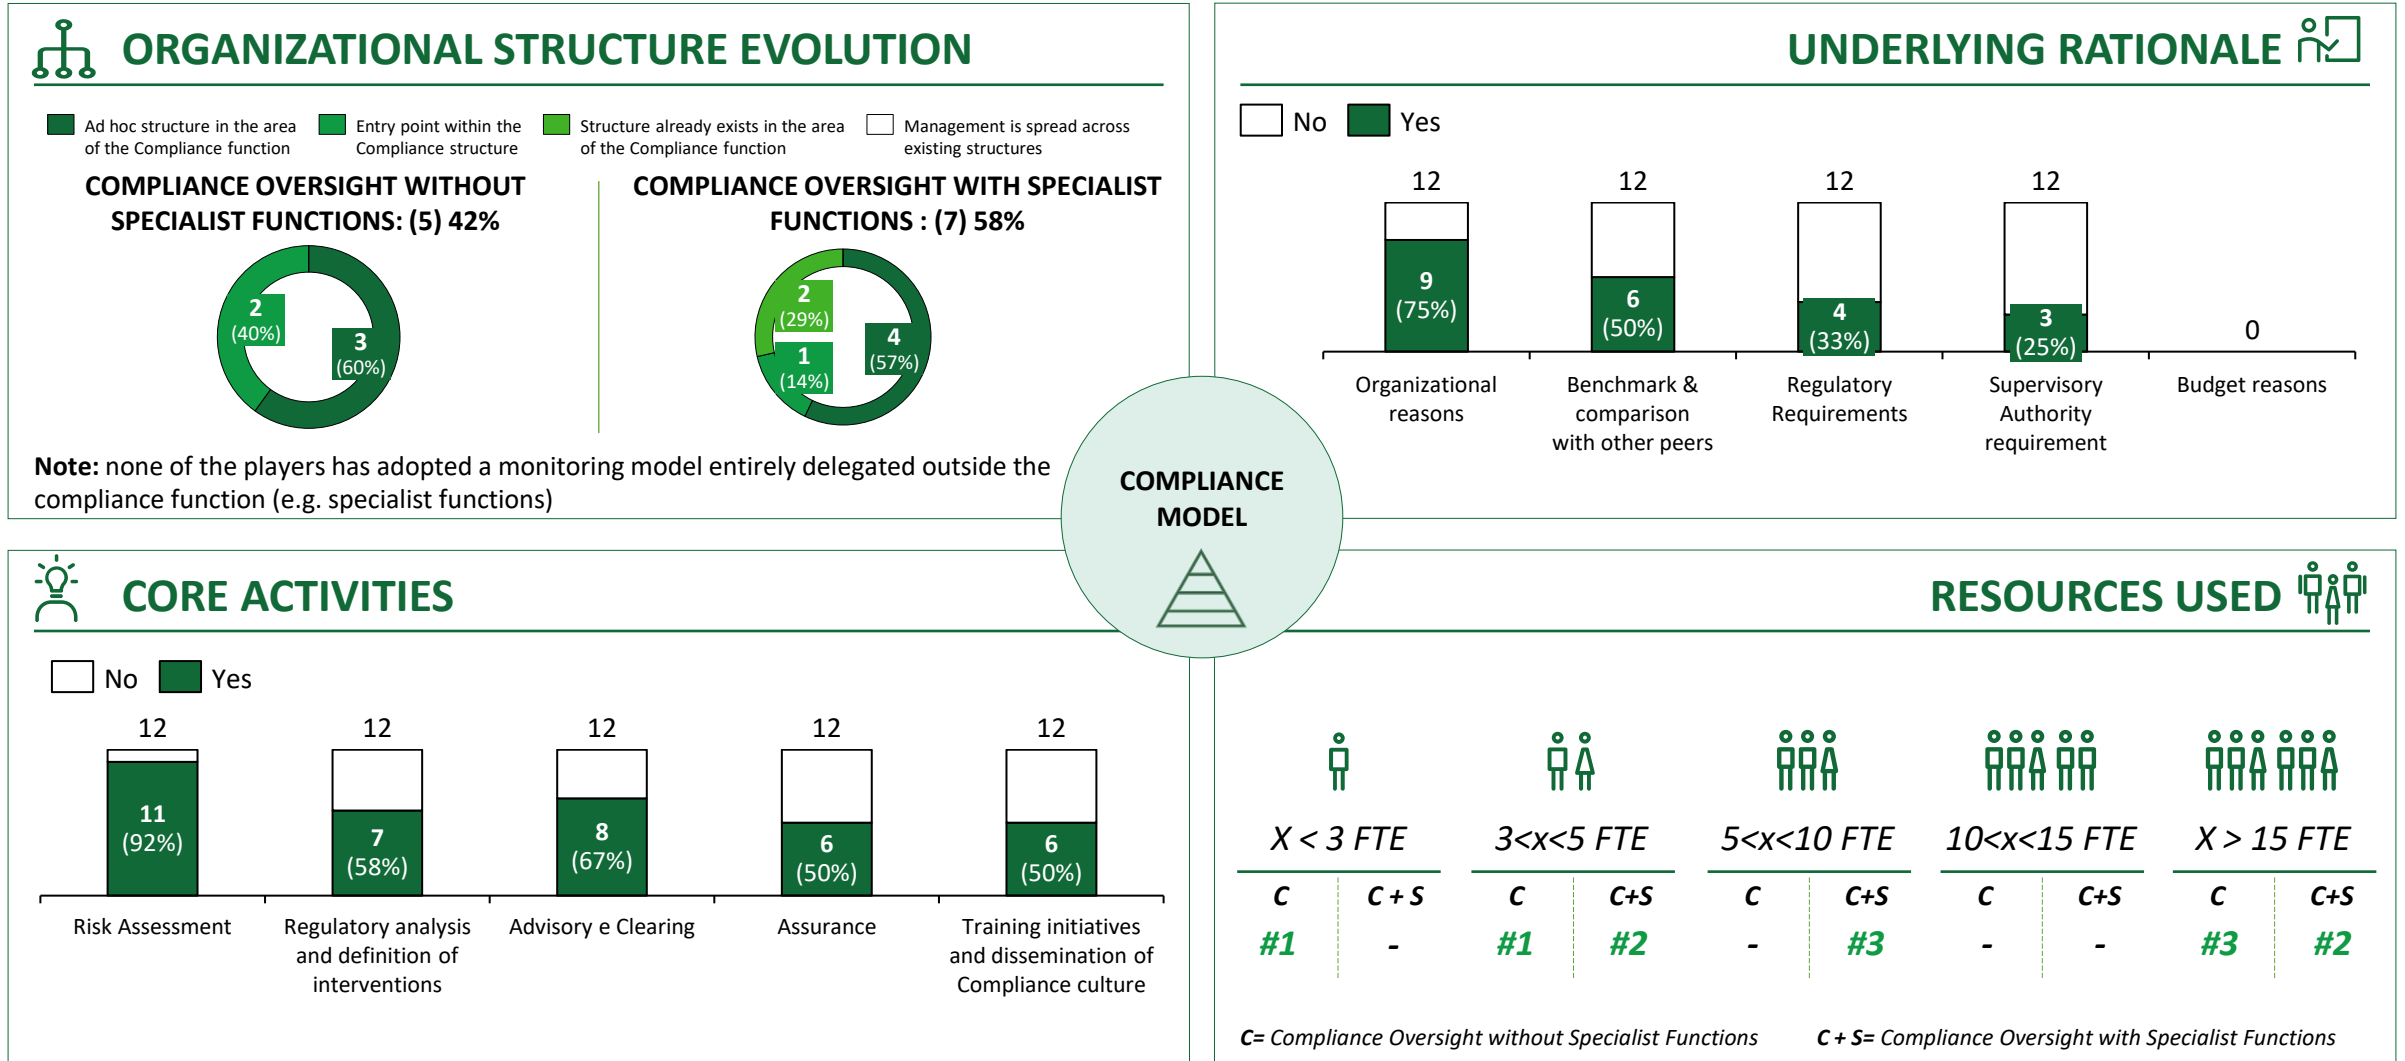 ORGANIZATIONAL STRUCTURE EVOLUTION
Ad hoc structure in the area
of the Compliance function
Entry point within the
Compliance structure
Structure already exists in the area
of the Compliance function
Management is spread across
existing structures
COMPLIANCE OVERSIGHT WITHOUT
SPECIALIST FUNCTIONS: (5) 42%
2
(40%)
3
(60%)
COMPLIANCE OVERSIGHT WITH SPECIALIST
FUNCTIONS : (7) 58%
2
(29%)
1
(14%)
4
(57%)
Note: none of the players has adopted a monitoring model entirely delegated outside the
compliance function (e.g. specialist functions)
UNDERLYING RATIONALE
No
Yes
12
12
12
12
9
(75%)
6
(50%)
4
(33%)
3
(25%)
0
Organizational
reasons
Benchmark &
comparison
with other peers
Regulatory
Requirements
Supervisory
Authority
requirement
Budget reasons
COMPLIANCE
MODEL
CORE ACTIVITIES
No
Yes
12
12
12
12
12
11
(92%)
7
(58%)
8
(67%)
6
(50%)
6
(50%)
Risk Assessment
Regulatory analysis
and definition of
interventions
Advisory e Clearing
Assurance
Training initiatives
and dissemination of
Compliance culture
RESOURCES USED
X < 3 FTE
3<x<5 FTE
5<x<10 FTE
10<x<15 FTE
X > 15 FTE
C C + S C C+S C C+S C C+S C C+S
#1 - #1 #2 - #3 - - #3 #2
C= Compliance Oversight without Specialist Functions
C + S= Compliance Oversight with Specialist Functions